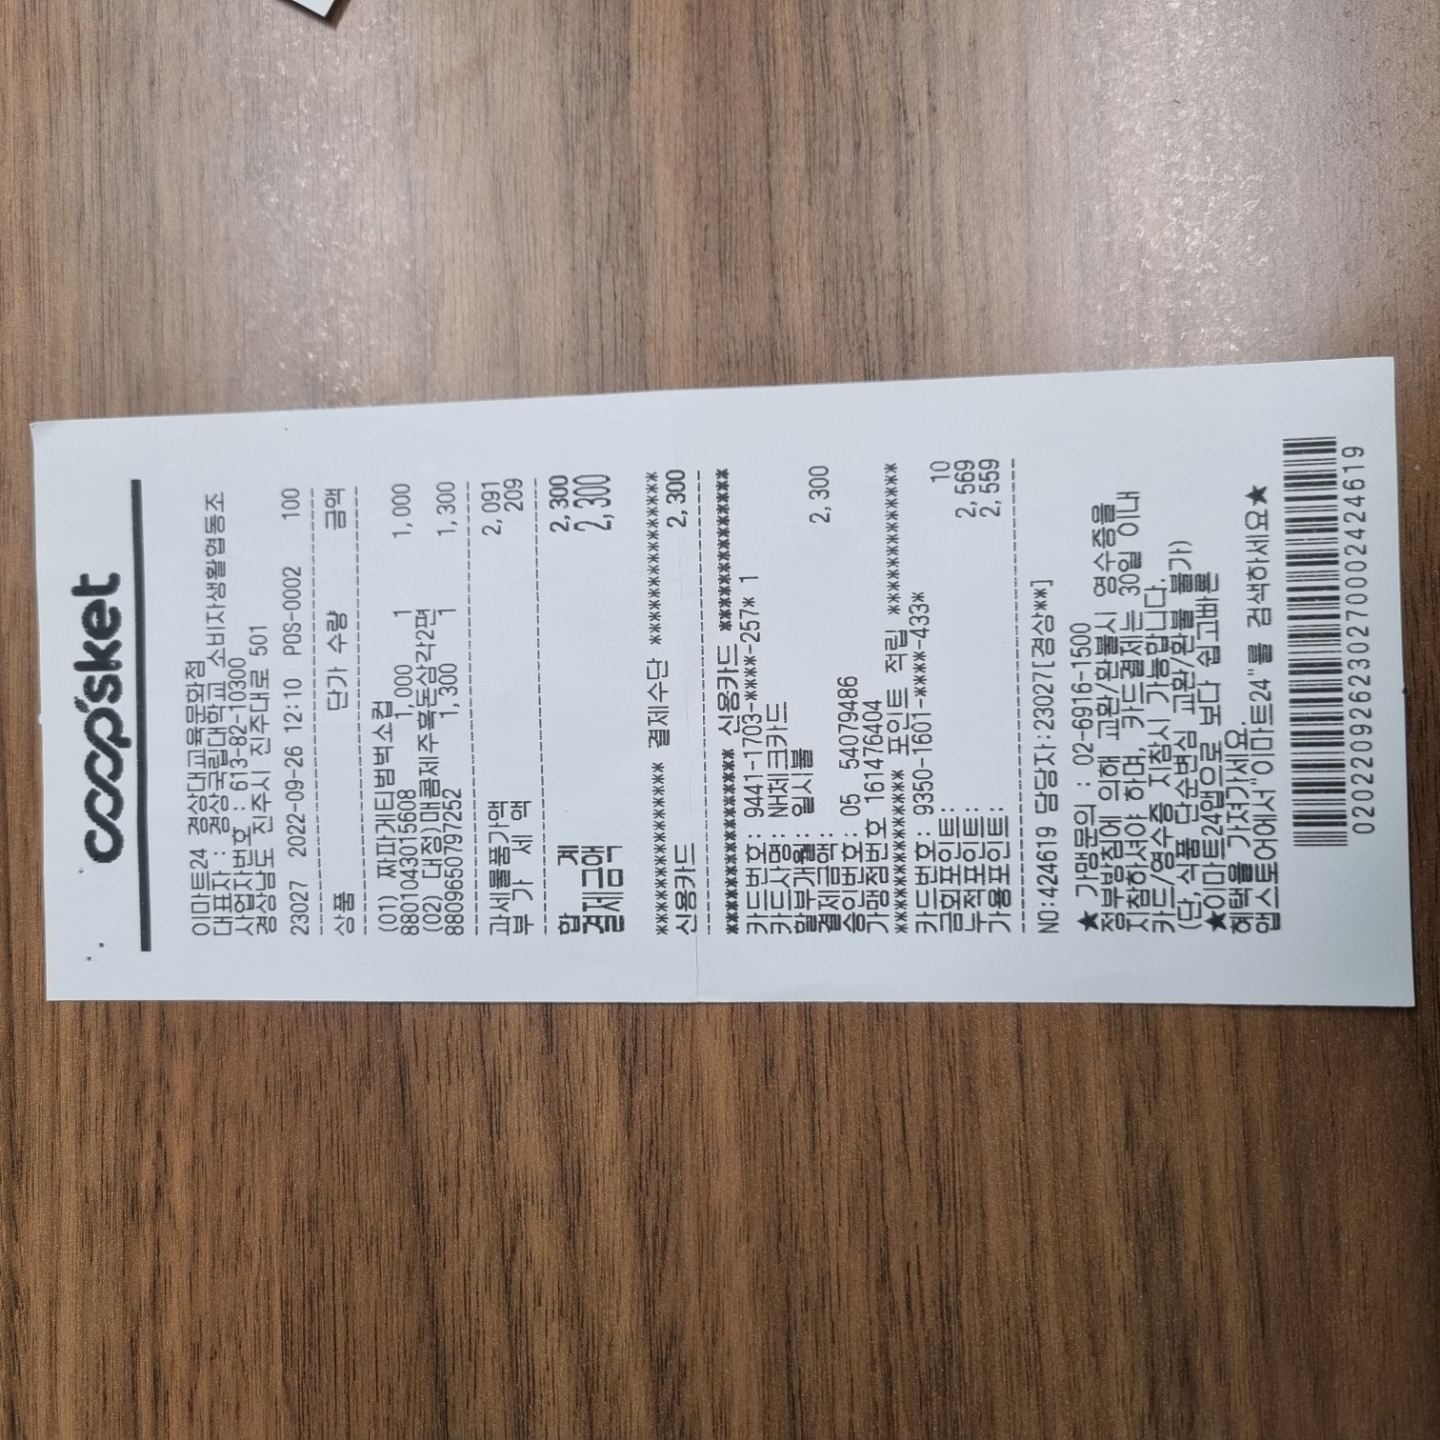 coop'sket
이마트24 경상대교육문화점
대표자 : 경상국립대학교 소비자생활협동조
사업자번호 : 613-82-10300
경상남도 진주시 진주대로 501
23027 2022-09-26 12:10 POS-0002 100
상품 단가 수량 금액
(01) 짜파게티범벅소컵
8801043015608 1,000 1 1,000
(02) 대정)매콤제주흑돈삼각2편
8809650797252 1,300 1 1,300
과세물품가액 2,091
부 가 세 액 209
합 계 2,300
결제금액 2,300
*************** 결제수단 ***************
신용카드 2,300
**************** 신용카드 **************
카드번호: 9441-1703-****-257* 1
카드사명: NH체크카드
할부개월: 일시불
결제금액: 2,300
승인번호: 05 54079486
가맹점번호 161476404
************** 포인트 적립 *************
카드번호: 9350-1601-****-433*
금회포인트: 10
누적포인트: 2,569
가용포인트: 2,559
NO:424619 담당자:23027[경상**]
★ 가맹문의 : 02-6916-1500
정부방침에 의해 교환/환불시 영수증을
지참하셔야 하며, 카드결제는 30일 이내
카드/영수증 지참시 가능합니다.
(단,식품 단순변심 교환/환불 불가)
★이마트24앱으로 보다 쉽고빠른
혜택을 가져가세요.
앱스토어에서"이마트24"를 검색하세요★
020220926230270002424619